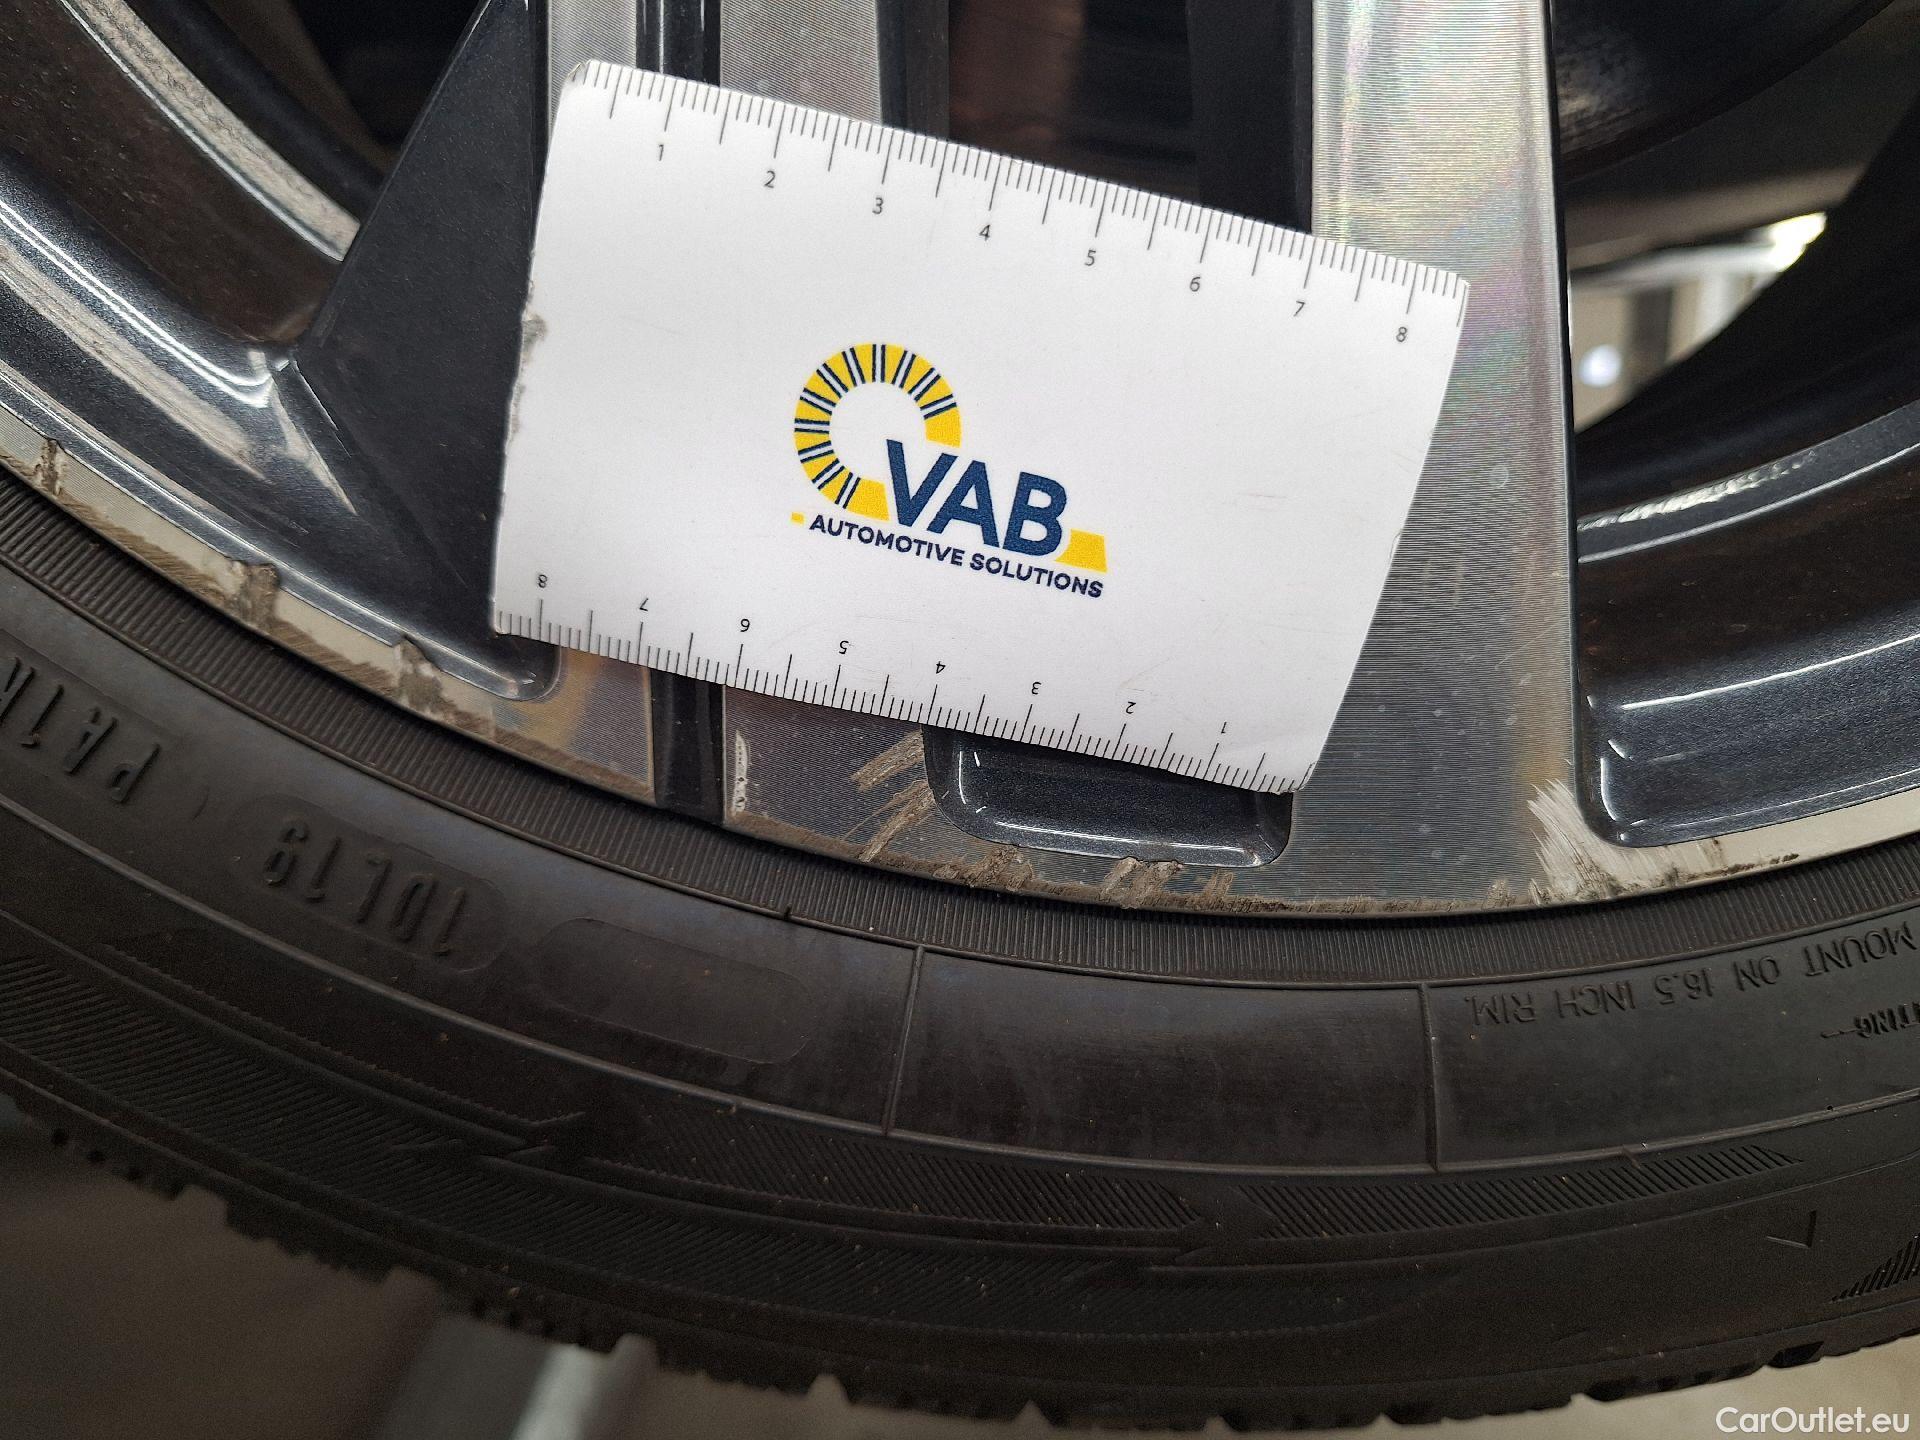 1 2 3 4 5 6 7 8
VAB
AUTOMOTIVE SOLUTIONS
8 7 6 5 4 3 2 1
1DL19
MOUNT ON 16.5 INCH RIM.
CarOutlet.eu